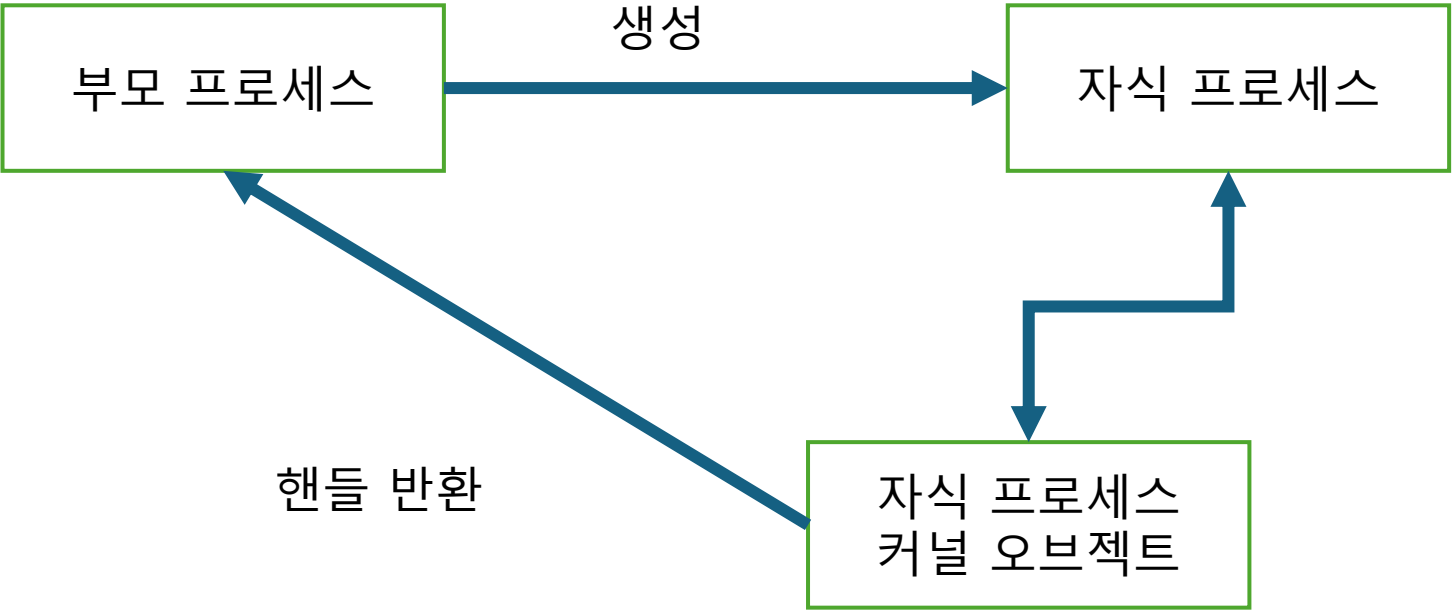 생성
부모 프로세스
자식 프로세스
핸들 반환
자식 프로세스
커널 오브젝트